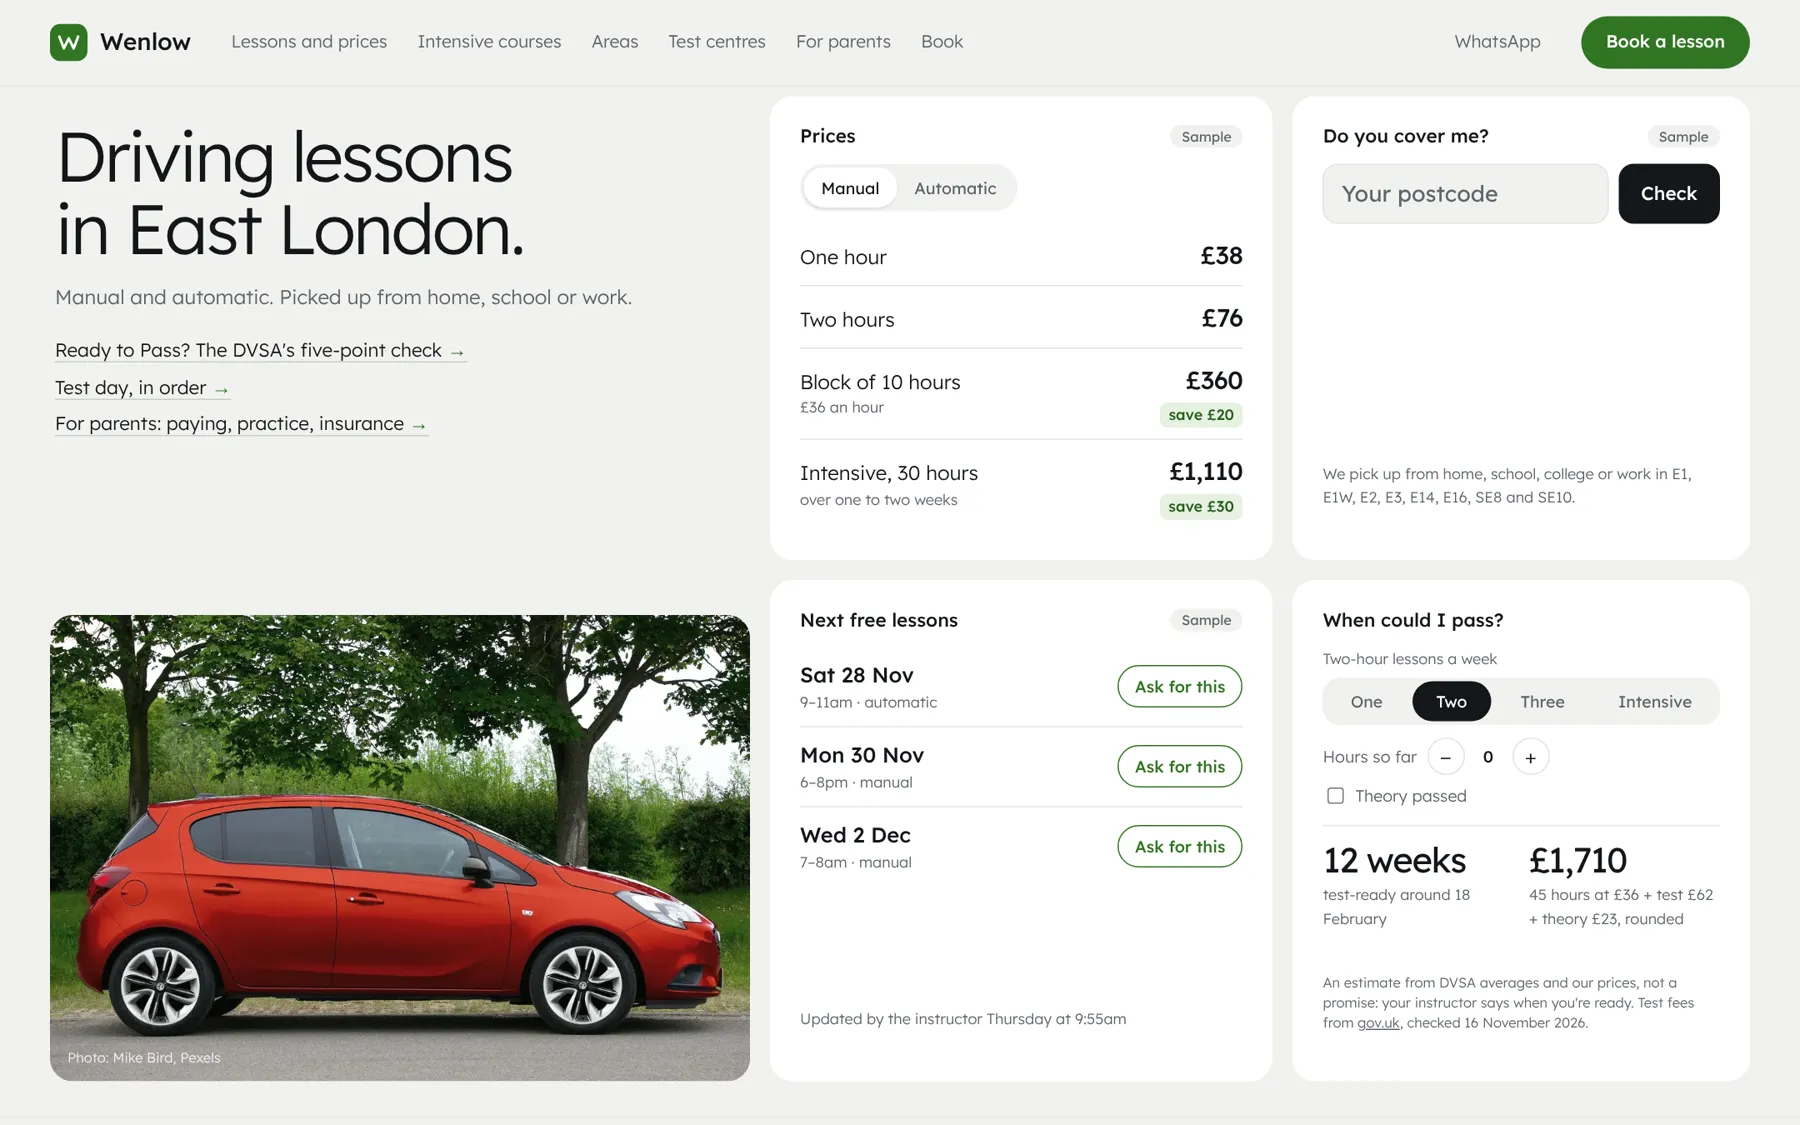 W Wenlow
Lessons and prices
Intensive courses
Areas
Test centres
For parents
Book
WhatsApp
Book a lesson
Driving lessons
in East London.
Manual and automatic. Picked up from home, school or work.
Ready to Pass? The DVSA's five-point check →
Test day, in order →
For parents: paying, practice, insurance →
Photo: Mike Bird, Pexels
Prices
Sample
Manual
Automatic
One hour
£38
Two hours
£76
Block of 10 hours
£360
£36 an hour
save £20
Intensive, 30 hours
£1,110
over one to two weeks
save £30
Do you cover me?
Sample
Your postcode
Check
We pick up from home, school, college or work in E1,
E1W, E2, E3, E14, E16, SE8 and SE10.
Next free lessons
Sample
Sat 28 Nov
9–11am · automatic
Ask for this
Mon 30 Nov
6–8pm · manual
Ask for this
Wed 2 Dec
7–8am · manual
Ask for this
Updated by the instructor Thursday at 9:55am
When could I pass?
Two-hour lessons a week
One
Two
Three
Intensive
Hours so far − 0 +
Theory passed
12 weeks
test-ready around 18
February
£1,710
45 hours at £36 + test £62
+ theory £23, rounded
An estimate from DVSA averages and our prices, not a
promise: your instructor says when you're ready. Test fees
from gov.uk, checked 16 November 2026.